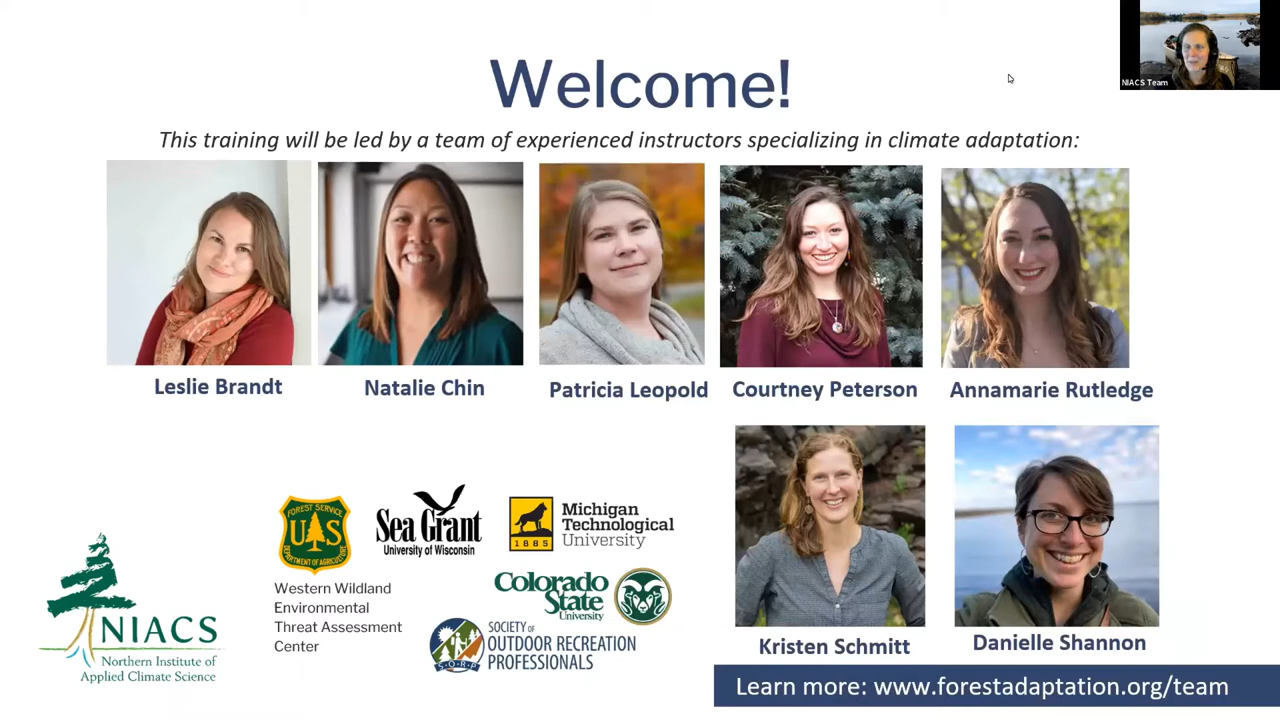 Welcome!
NIACS Team
This training will be led by a team of experienced instructors specializing in climate adaptation:
Leslie Brandt
Natalie Chin
Patricia Leopold
Courtney Peterson
Annamarie Rutledge
Kristen Schmitt
Danielle Shannon
FOREST SERVICE
US
DEPARTMENT OF AGRICULTURE
Western Wildland
Environmental
Threat Assessment
Center
Sea Grant
University of Wisconsin
1885
Michigan
Technological
University
Colorado
State
University
S.O.R.P
SOCIETY of
OUTDOOR RECREATION
PROFESSIONALS
NIACS
Northern Institute of
Applied Climate Science
Learn more: www.forestadaptation.org/team